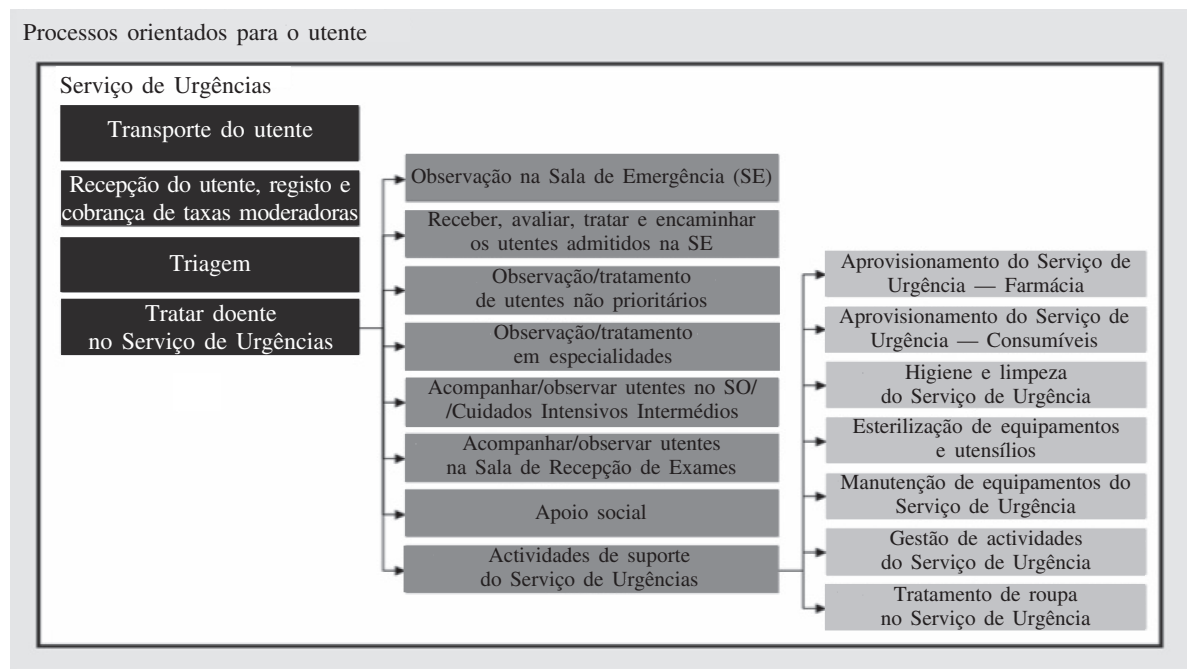 Processos orientados para o utente
Serviço de Urgências
Transporte do utente
Recepção do utente, registo e
cobrança de taxas moderadoras
Triagem
Tratar doente
no Serviço de Urgências
Observação na Sala de Emergência (SE)
Receber, avaliar, tratar e encaminhar
os utentes admitidos na SE
Observação/tratamento
de utentes não prioritários
Observação/tratamento
em especialidades
Acompanhar/observar utentes no SO/
/Cuidados Intensivos Intermédios
Acompanhar/observar utentes
na Sala de Recepção de Exames
Apoio social
Actividades de suporte
do Serviço de Urgências
Aprovisionamento do Serviço de
Urgência — Farmácia
Aprovisionamento do Serviço de
Urgência — Consumíveis
Higiene e limpeza
do Serviço de Urgência
Esterilização de equipamentos
e utensílios
Manutenção de equipamentos do
Serviço de Urgência
Gestão de actividades
do Serviço de Urgência
Tratamento de roupa
no Serviço de Urgência